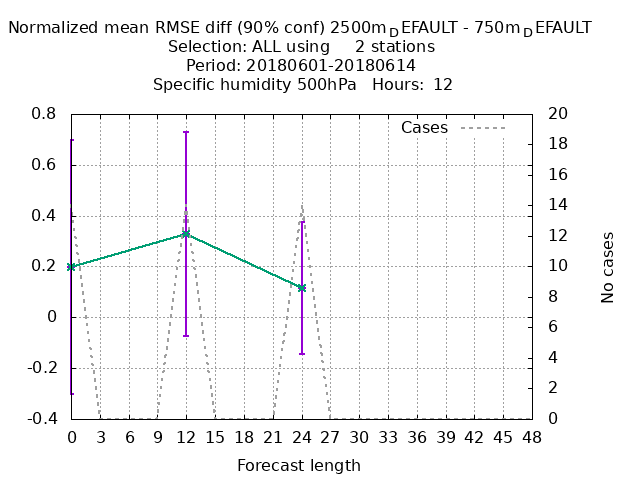 Normalized mean RMSE diff (90% conf) 2500m_DEFAULT - 750m_DEFAULT
Selection: ALL using 2 stations
Period: 20180601-20180614
Specific humidity 500hPa Hours: 12
Cases
0.8
0.6
0.4
0.2
0
-0.2
-0.4
20
18
16
14
12
10
8
6
4
2
0
No cases
0 3 6 9 12 15 18 21 24 27 30 33 36 39 42 45 48
Forecast length